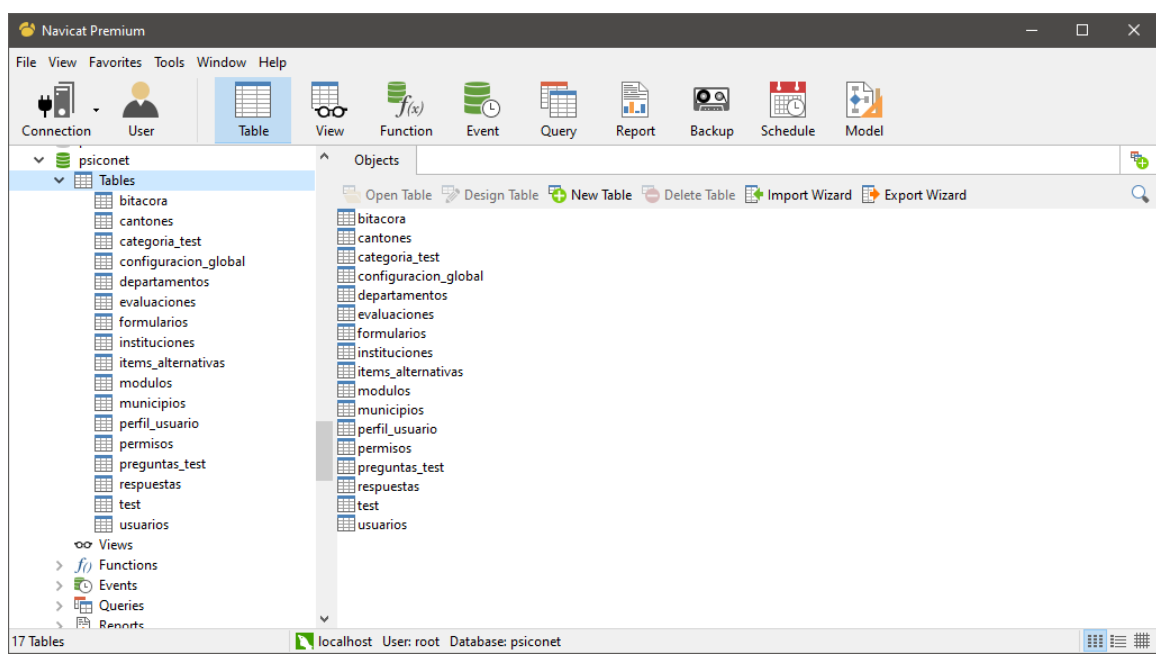 Navicat Premium
File View Favorites Tools Window Help
Connection User Table View Function Event Query Report Backup Schedule Model
psiconet
Tables
bitacora
cantones
categoria_test
configuracion_global
departamentos
evaluaciones
formularios
instituciones
items_alternativas
modulos
municipios
perfil_usuario
permisos
preguntas_test
respuestas
test
usuarios
Views
Functions
Events
Queries
Reports
Objects
Open Table Design Table New Table Delete Table Import Wizard Export Wizard
bitacora
cantones
categoria_test
configuracion_global
departamentos
evaluaciones
formularios
instituciones
items_alternativas
modulos
municipios
perfil_usuario
permisos
preguntas_test
respuestas
test
usuarios
17 Tables localhost User: root Database: psiconet